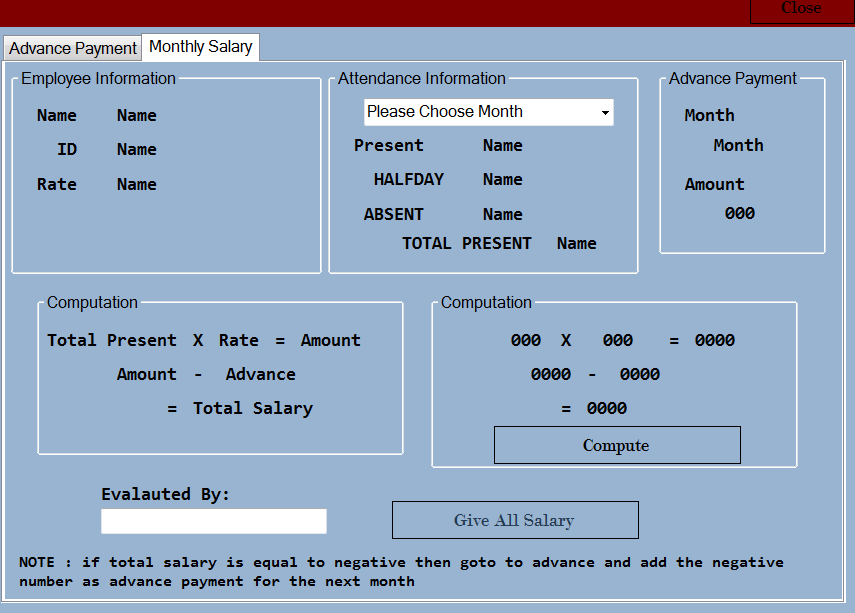 Close
Advance Payment Monthly Salary
Employee Information
Name Name
ID Name
Rate Name
Attendance Information
Please Choose Month
Present Name
HALFDAY Name
ABSENT Name
TOTAL PRESENT Name
Advance Payment
Month
Month
Amount
000
Computation
Total Present X Rate = Amount
Amount - Advance
= Total Salary
Computation
000 X 000 = 0000
0000 - 0000
= 0000
Compute
Evalauted By:
Give All Salary
NOTE : if total salary is equal to negative then goto to advance and add the negative
number as advance payment for the next month